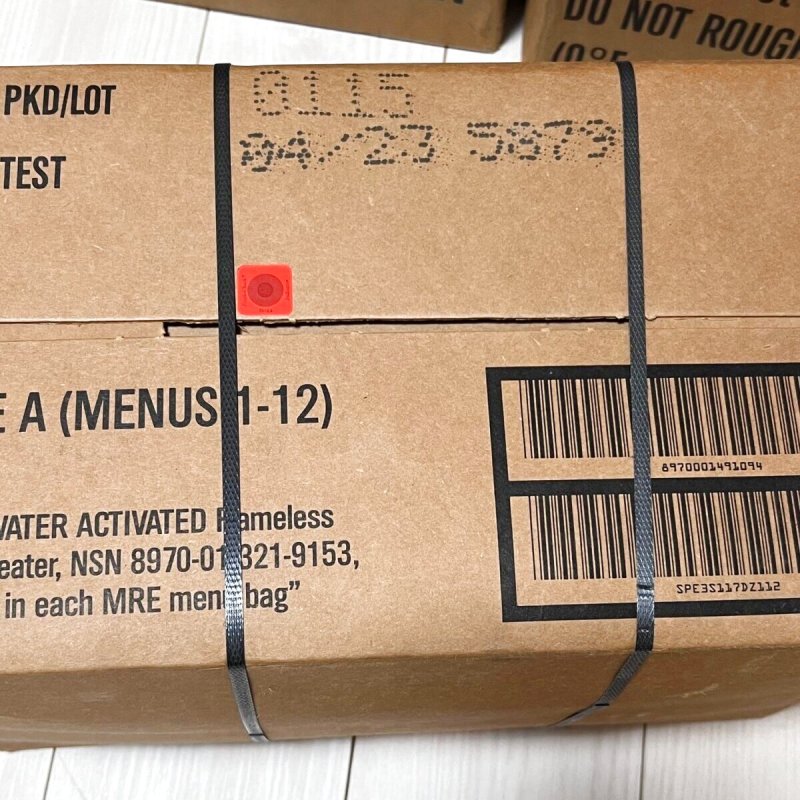 DO NOT ROUGH
PKD/LOT
0115
TEST
04/23 5873
E A (MENUS 1-12)
8970001491094
WATER ACTIVATED Flameless
eater, NSN 8970-01-321-9153,
in each MRE menu bag”
SPE3S117DZ112